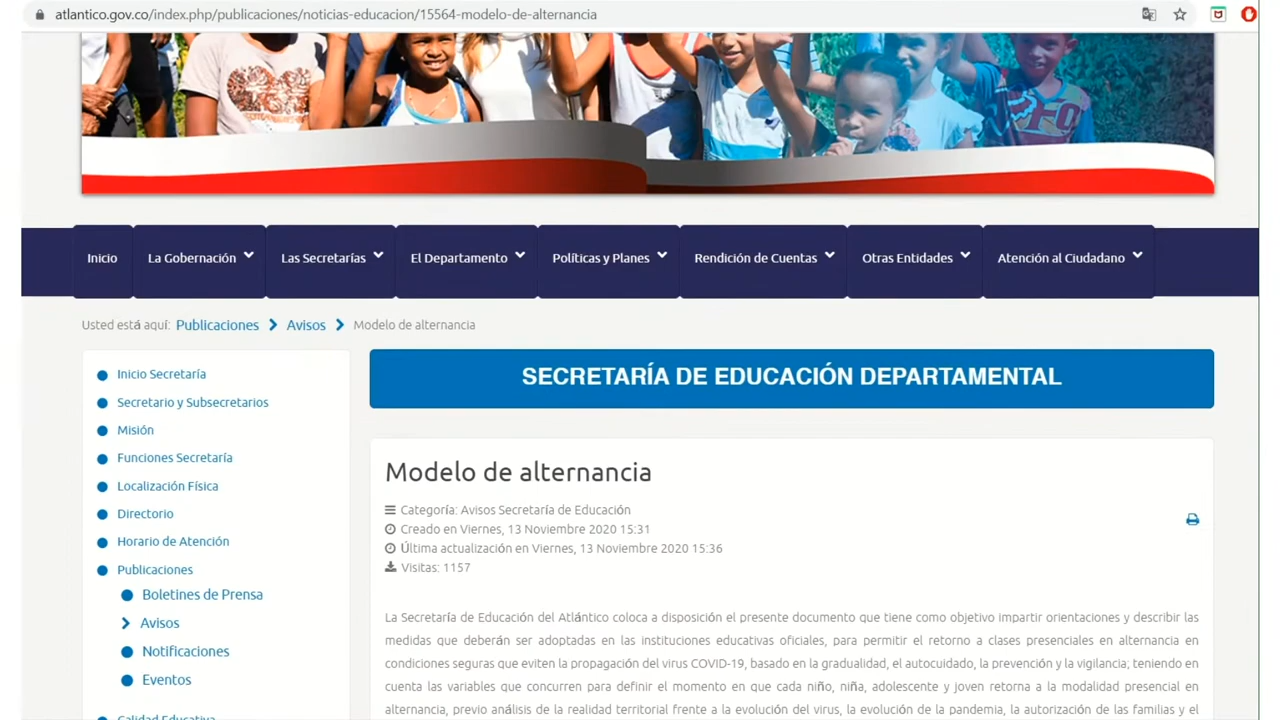 atlantico.gov.co/index.php/publicaciones/noticias-educacion/15564-modelo-de-alternancia
Inicio
La Gobernación
Las Secretarías
El Departamento
Políticas y Planes
Rendición de Cuentas
Otras Entidades
Atención al Ciudadano
Usted está aquí: Publicaciones Avisos Modelo de alternancia
Inicio Secretaría
Secretario y Subsecretarios
Misión
Funciones Secretaría
Localización Física
Directorio
Horario de Atención
Publicaciones
Boletines de Prensa
Avisos
Notificaciones
Eventos
Calidad Educativa
SECRETARÍA DE EDUCACIÓN DEPARTAMENTAL
Modelo de alternancia
Categoría: Avisos Secretaría de Educación
Creado en Viernes, 13 Noviembre 2020 15:31
Última actualización en Viernes, 13 Noviembre 2020 15:36
Visitas: 1157
La Secretaría de Educación del Atlántico coloca a disposición el presente documento que tiene como objetivo impartir orientaciones y describir las
medidas que deberán ser adoptadas en las instituciones educativas oficiales, para permitir el retorno a clases presenciales en alternancia en
condiciones seguras que eviten la propagación del virus COVID-19, basado en la gradualidad, el autocuidado, la prevención y la vigilancia; teniendo en
cuenta las variables que concurren para definir el momento en que cada niño, niña, adolescente y joven retorna a la modalidad presencial en
alternancia, previo análisis de la realidad territorial frente a la evolución del virus, la evolución de la pandemia, la autorización de las familias y el